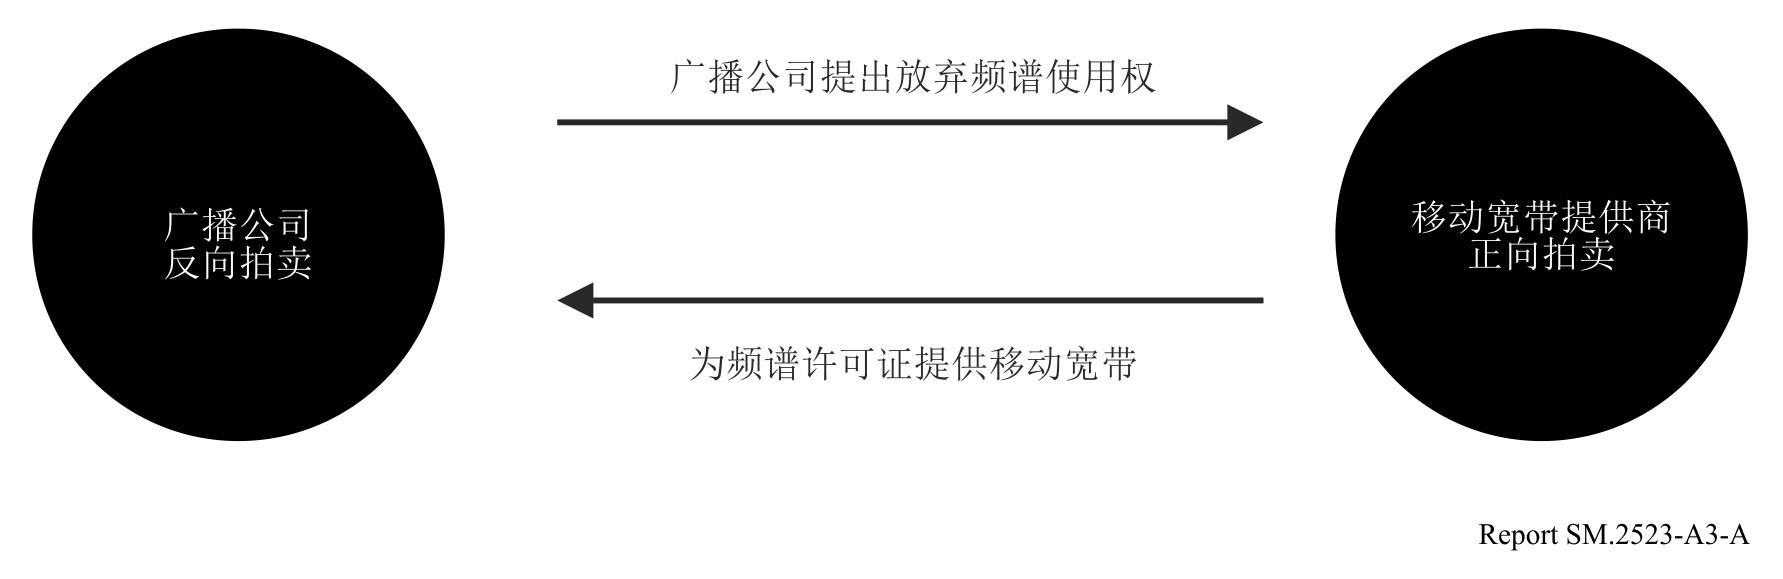 广播公司提出放弃频谱使用权
广播公司
反向拍卖
移动宽带提供商
正向拍卖
为频谱许可证提供移动宽带
Report SM.2523-A3-A